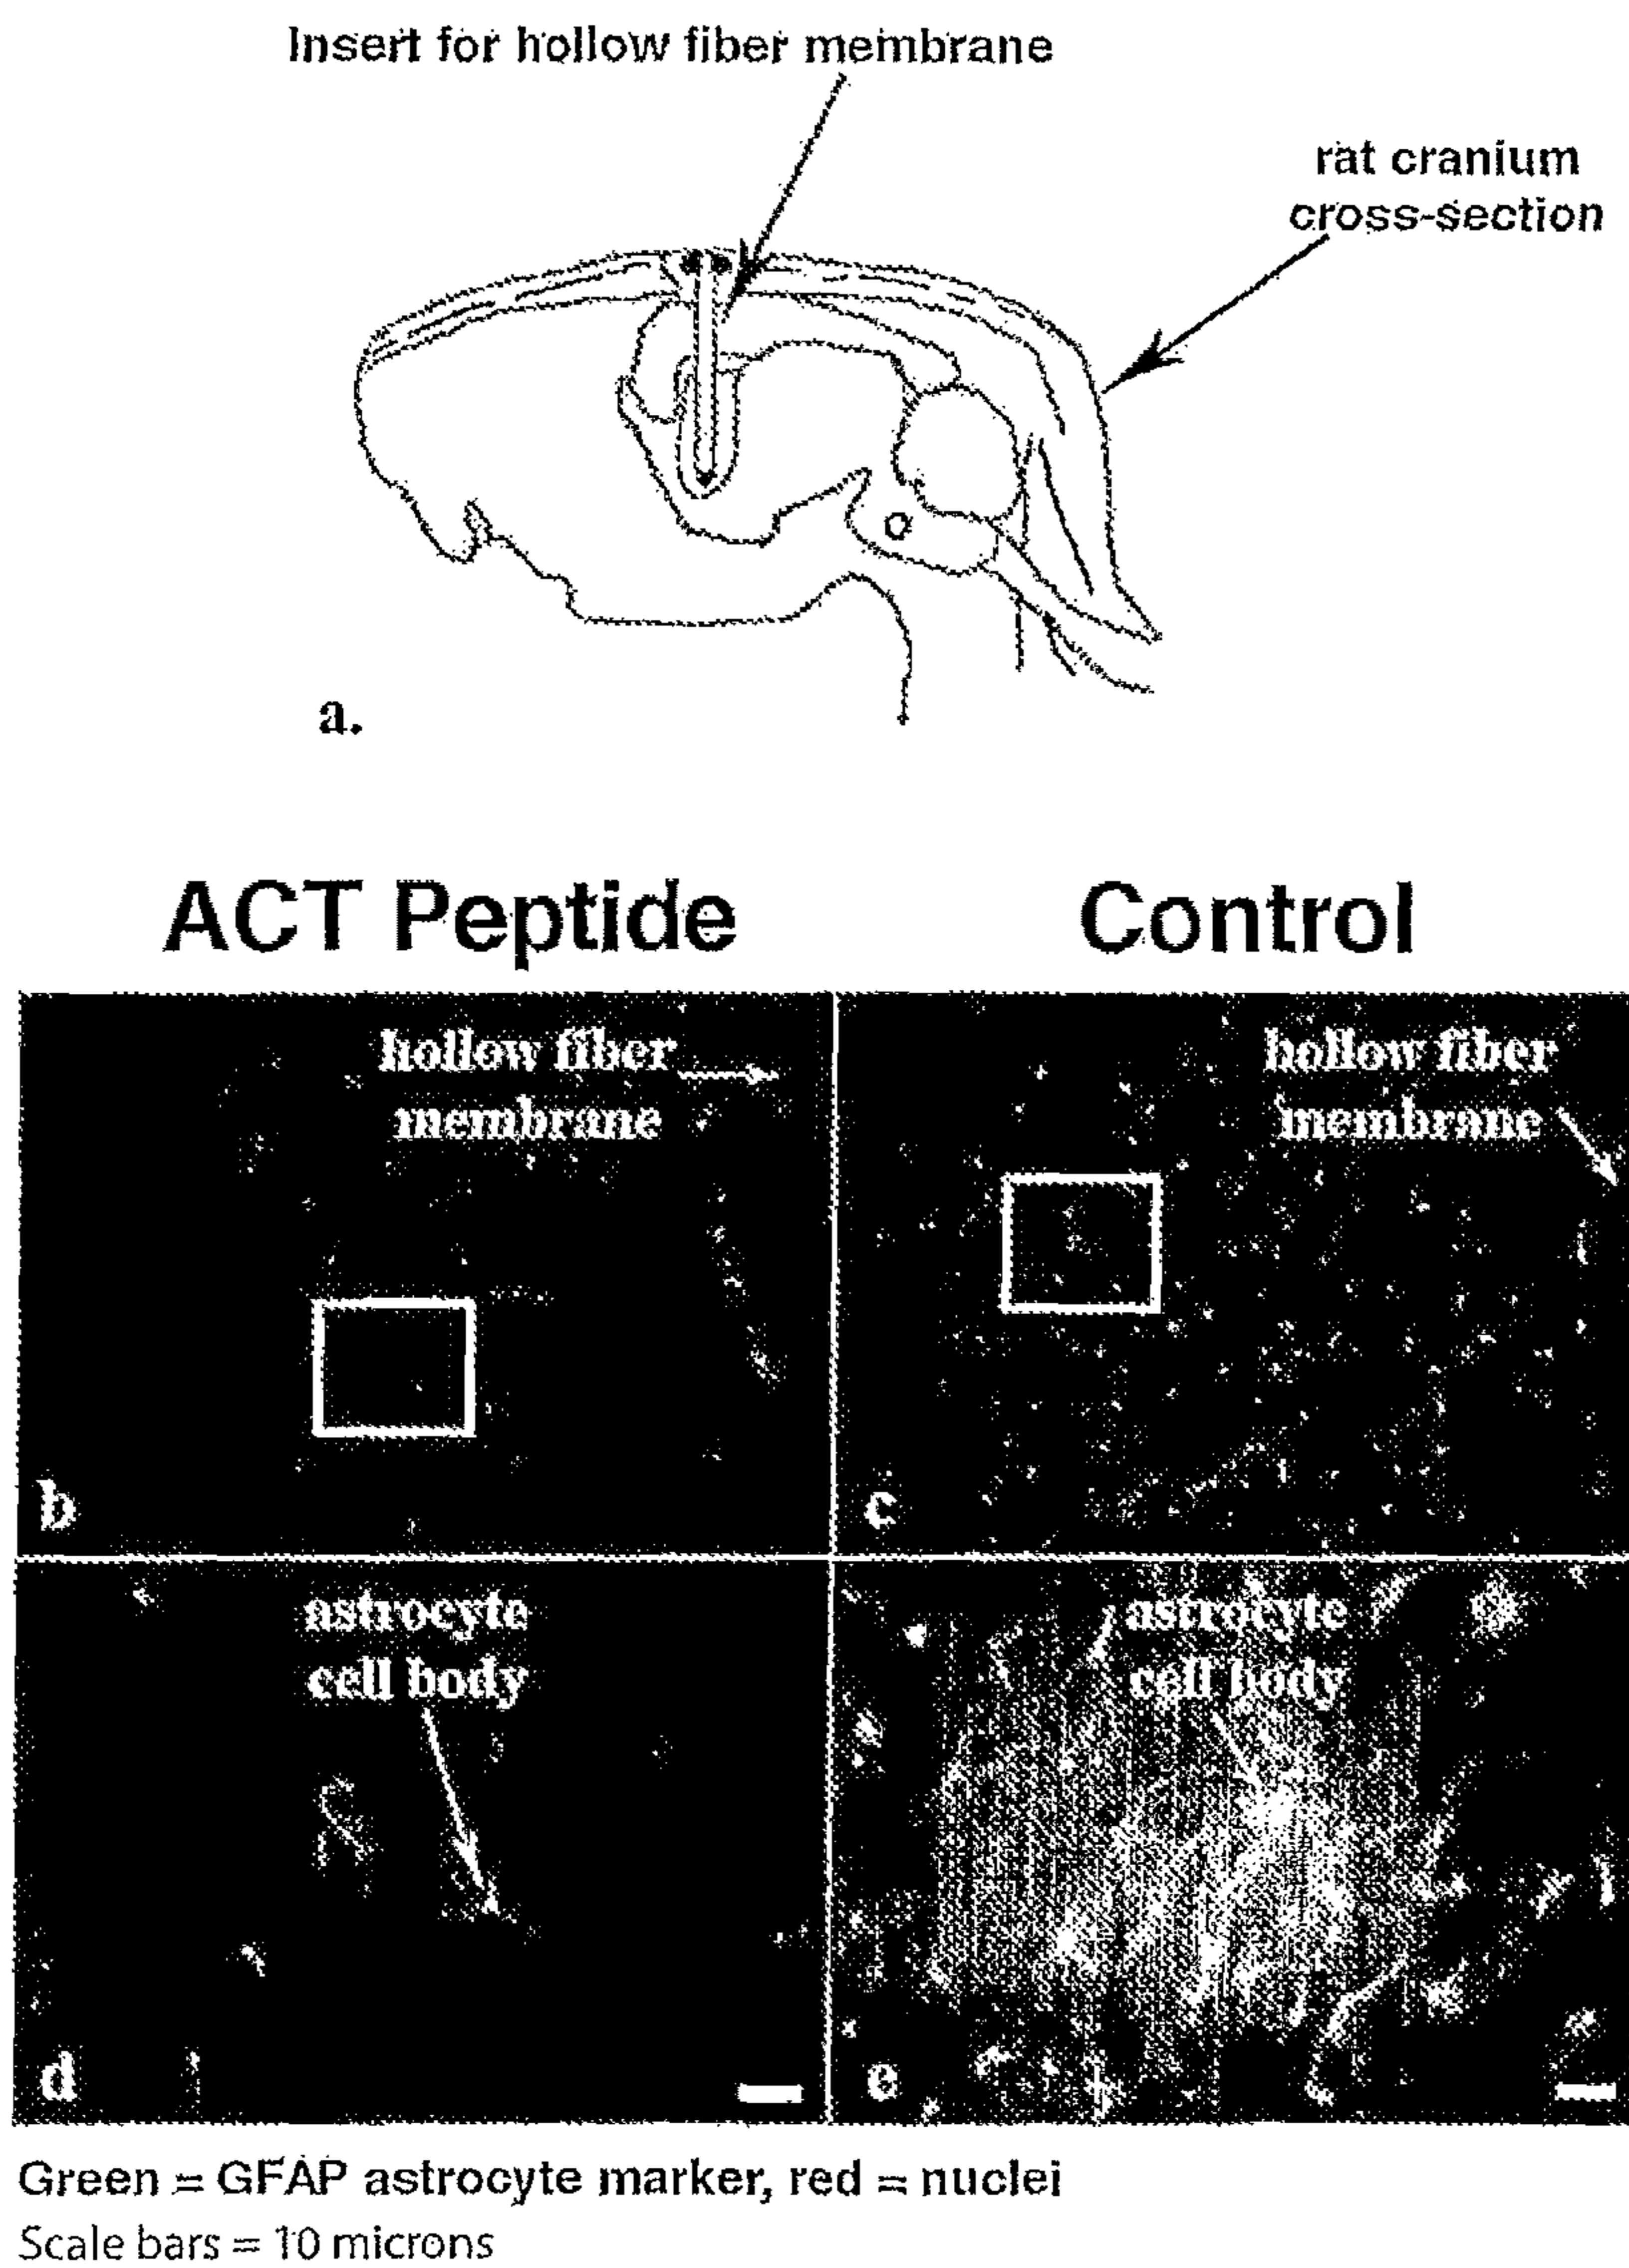 Insert for hollow fiber membrane
rat cranium
cross-section
a.
ACT Peptide
Control
hollow fiber
membrane
hollow fiber
membrane
b
c
astrocyte
cell body
astrocyte
cell body
d
e
Green = GFAP astrocyte marker, red = nuclei
Scale bars = 10 microns